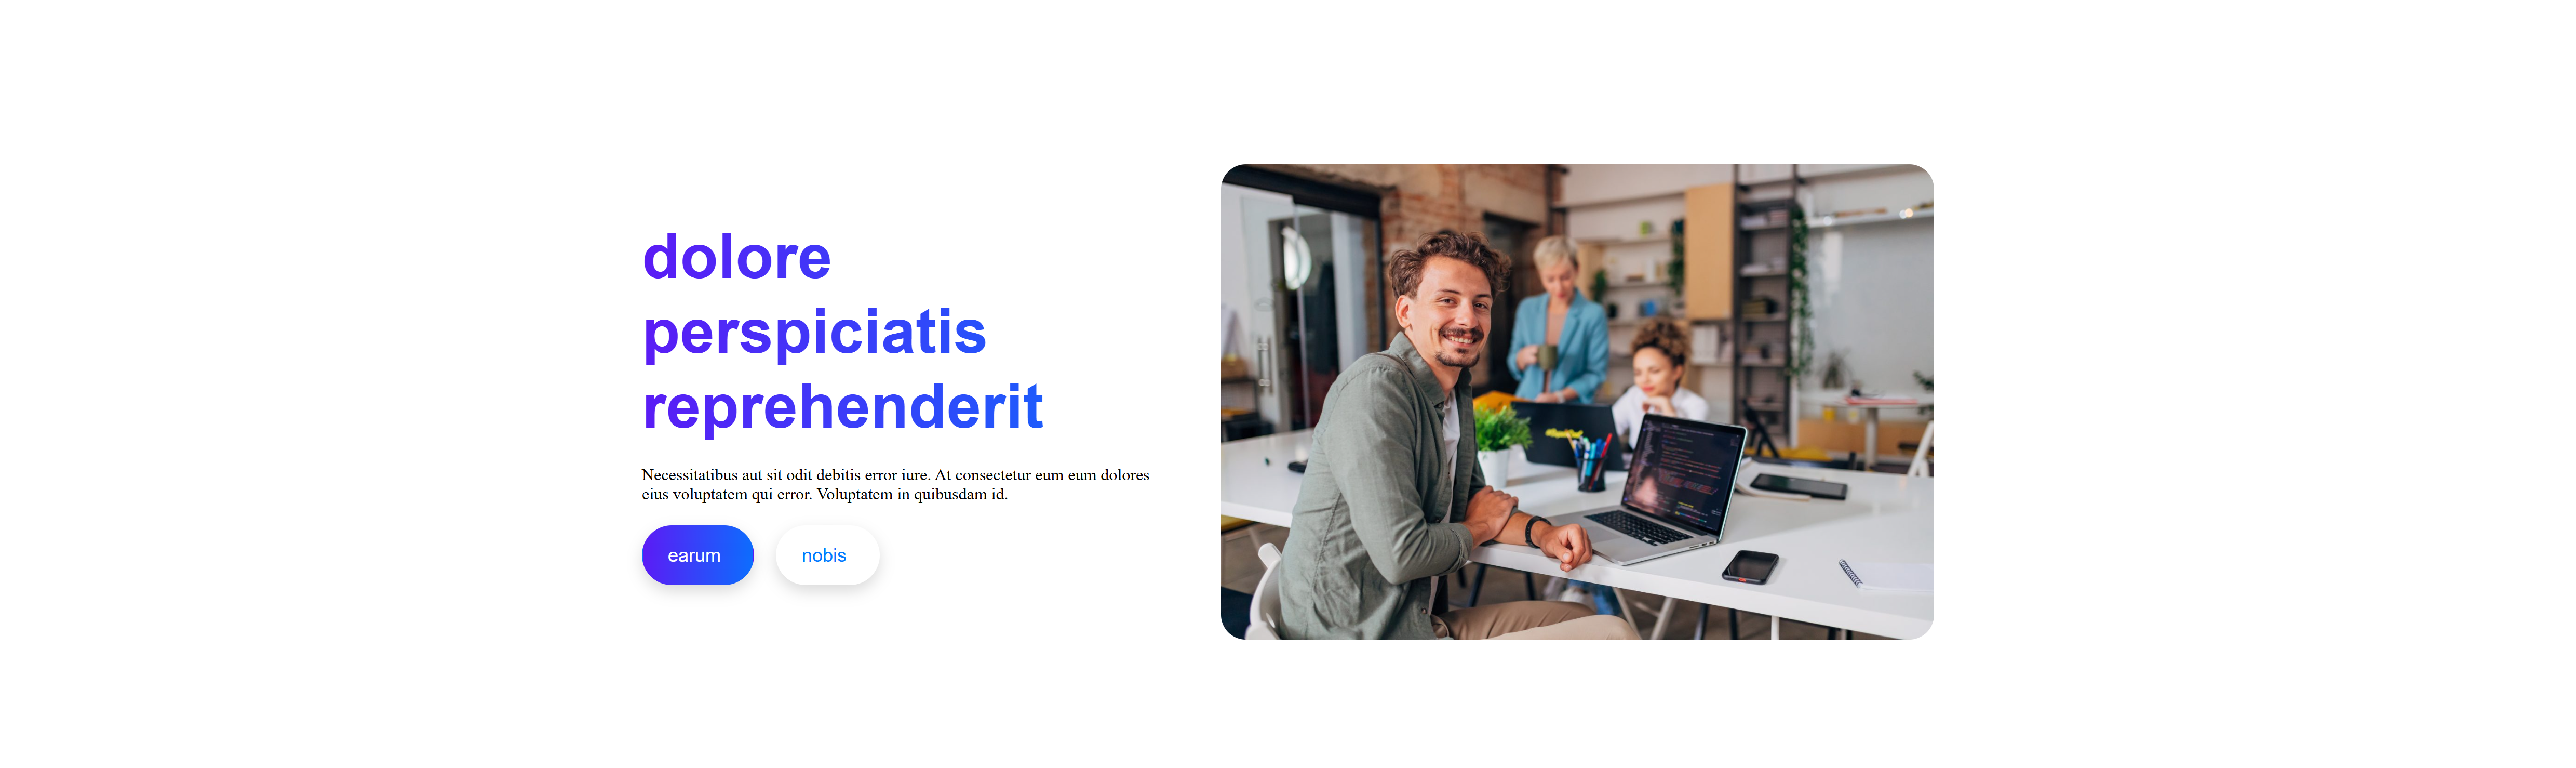 dolore
perspiciatis
reprehenderit
Necessitatibus aut sit odit debitis error iure. At consectetur eum eum dolores
eius voluptatem qui error. Voluptatem in quibusdam id.
earum nobis